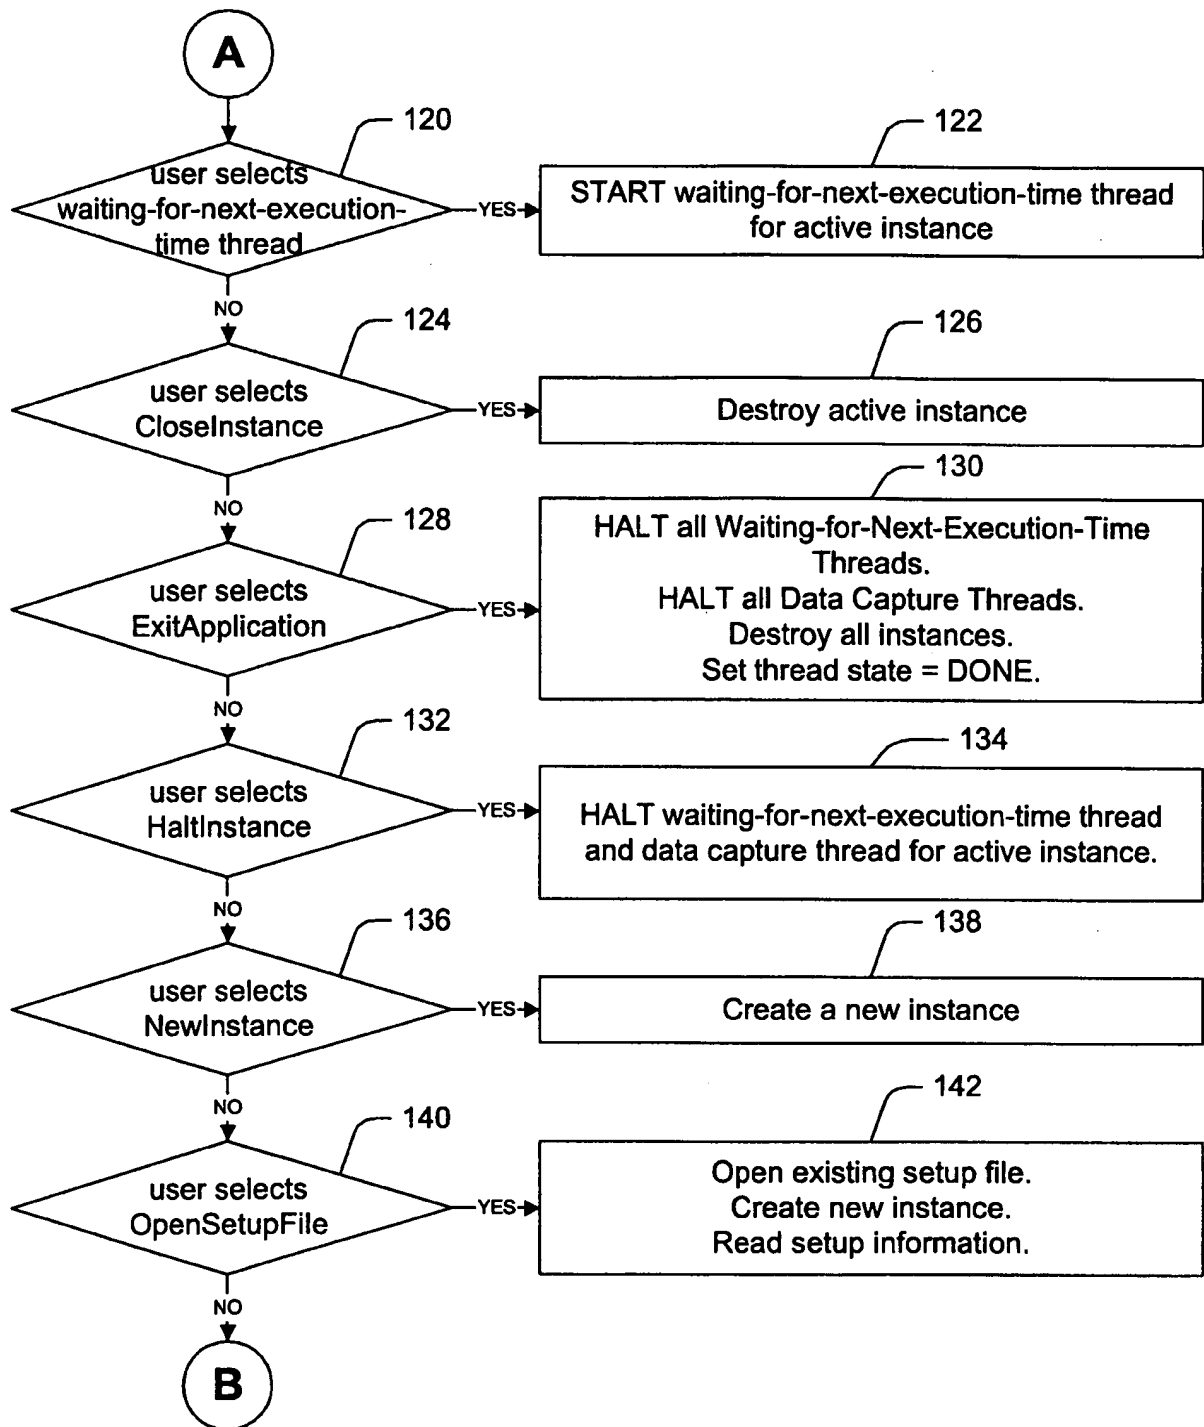 A
120
user selects
waiting-for-next-execution-
time thread
YES
122
START waiting-for-next-execution-time thread
for active instance
NO
124
user selects
CloseInstance
YES
126
Destroy active instance
NO
128
user selects
ExitApplication
YES
130
HALT all Waiting-for-Next-Execution-Time
Threads.
HALT all Data Capture Threads.
Destroy all instances.
Set thread state = DONE.
NO
132
user selects
HaltInstance
YES
134
HALT waiting-for-next-execution-time thread
and data capture thread for active instance.
NO
136
user selects
NewInstance
YES
138
Create a new instance
NO
140
user selects
OpenSetupFile
YES
142
Open existing setup file.
Create new instance.
Read setup information.
NO
B